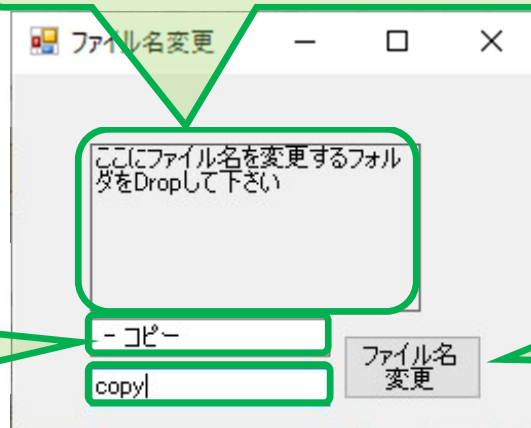 ファイル名変更
ここにファイル名を変更するフォル
ダをDropして下さい
- コピー
copy
ファイル名
変更